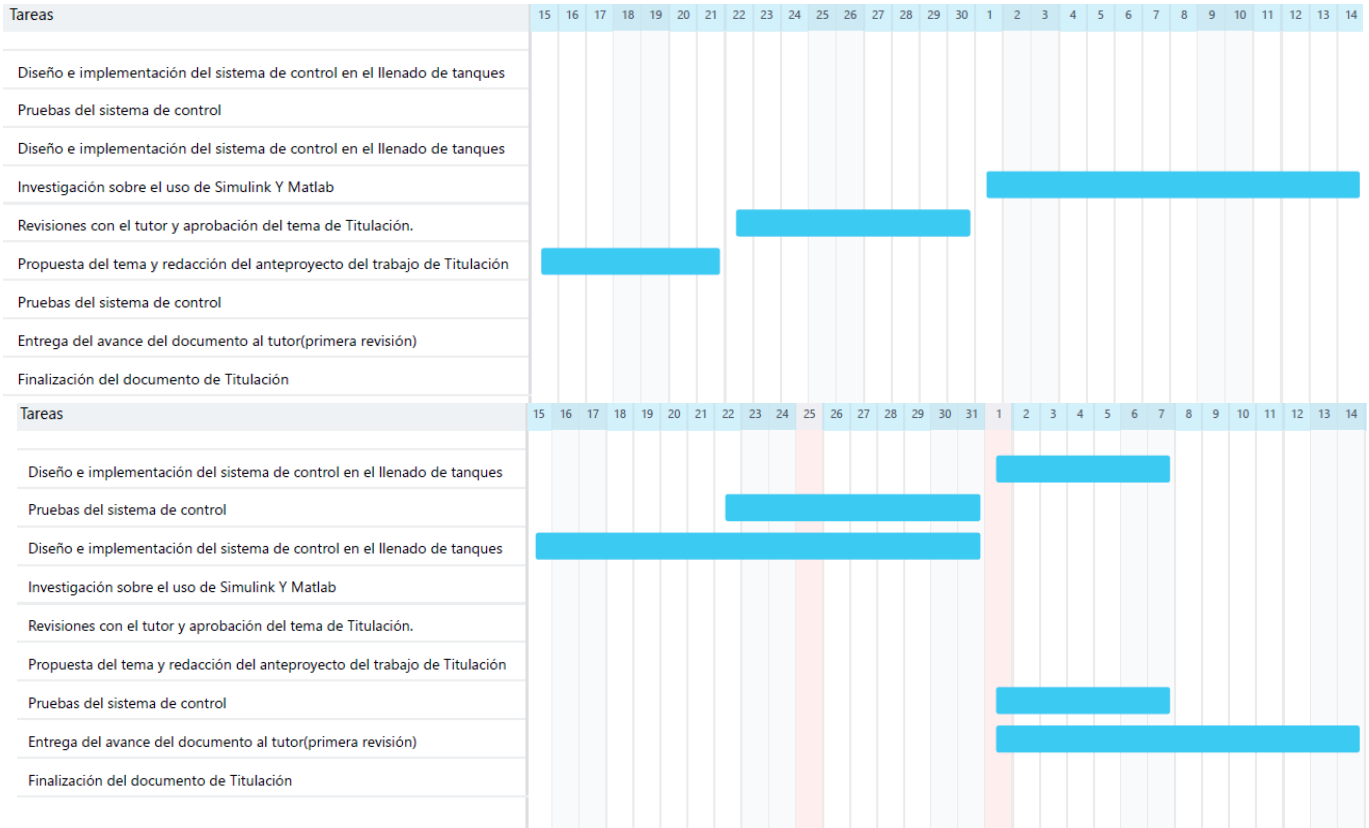 Tareas 15 16 17 18 19 20 21 22 23 24 25 26 27 28 29 30 1 2 3 4 5 6 7 8 9 10 11 12 13 14
Diseño e implementación del sistema de control en el llenado de tanques
Pruebas del sistema de control
Diseño e implementación del sistema de control en el llenado de tanques
Investigación sobre el uso de Simulink Y Matlab
Revisiones con el tutor y aprobación del tema de Titulación.
Propuesta del tema y redacción del anteproyecto del trabajo de Titulación
Pruebas del sistema de control
Entrega del avance del documento al tutor(primera revisión)
Finalización del documento de Titulación
Tareas 15 16 17 18 19 20 21 22 23 24 25 26 27 28 29 30 31 1 2 3 4 5 6 7 8 9 10 11 12 13 14
Diseño e implementación del sistema de control en el llenado de tanques
Pruebas del sistema de control
Diseño e implementación del sistema de control en el llenado de tanques
Investigación sobre el uso de Simulink Y Matlab
Revisiones con el tutor y aprobación del tema de Titulación.
Propuesta del tema y redacción del anteproyecto del trabajo de Titulación
Pruebas del sistema de control
Entrega del avance del documento al tutor(primera revisión)
Finalización del documento de Titulación